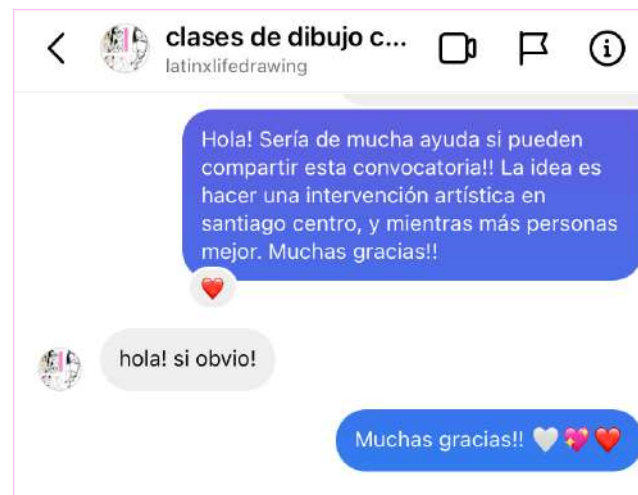 clases de dibujo c...
latinxlifedrawing
Hola! Sería de mucha ayuda si pueden
compartir esta convocatoria!! La idea es
hacer una intervención artística en
santiago centro, y mientras más personas
mejor. Muchas gracias!!
❤️
hola! si obvio!
Muchas gracias!! 🤍💖❤️